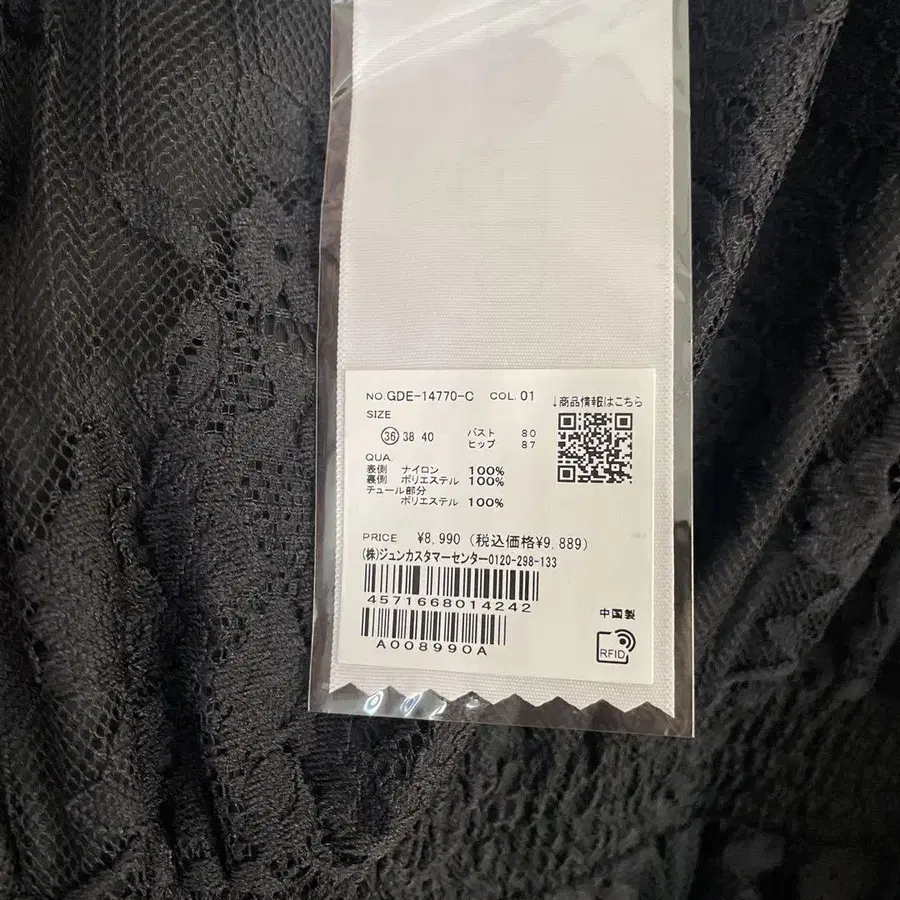 NO.GDE-14770-C COL.01
↓商品情報はこちら
SIZE
36 38 40
バスト 80
ヒップ 87
QUA.
表側 ナイロン 100%
裏側 ポリエステル 100%
チュール部分
ポリエステル 100%
PRICE ¥8,990 (税込価格¥9,889)
(株)ジュンカスタマーセンター0120-298-133
4571668014242
A008990A
中国製
RFID